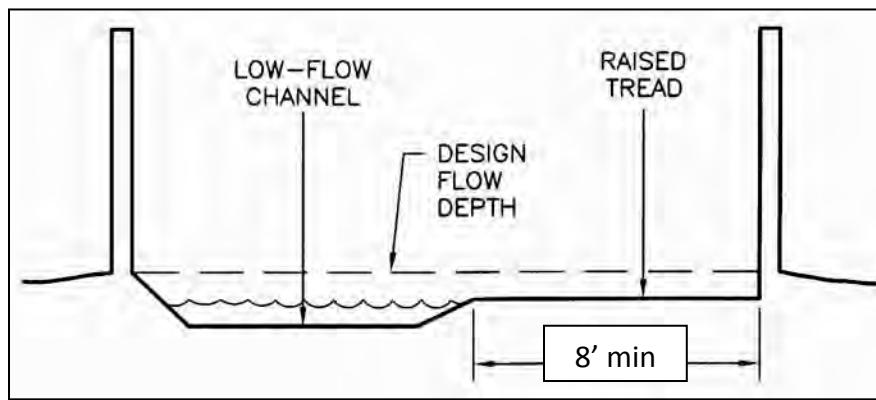 LOW-FLOW
CHANNEL
RAISED
TREAD
DESIGN
FLOW
DEPTH
8’ min